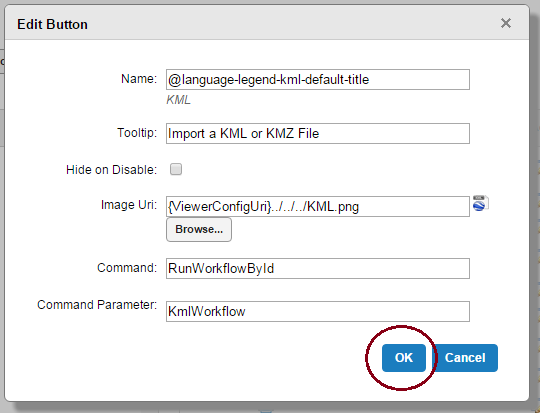 Edit Button
Name: @language-legend-kml-default-title
KML
Tooltip: Import a KML or KMZ File
Hide on Disable:
Image Uri: {ViewerConfigUri}../../../KML.png
Browse...
Command: RunWorkflowById
Command Parameter: KmlWorkflow
OK Cancel